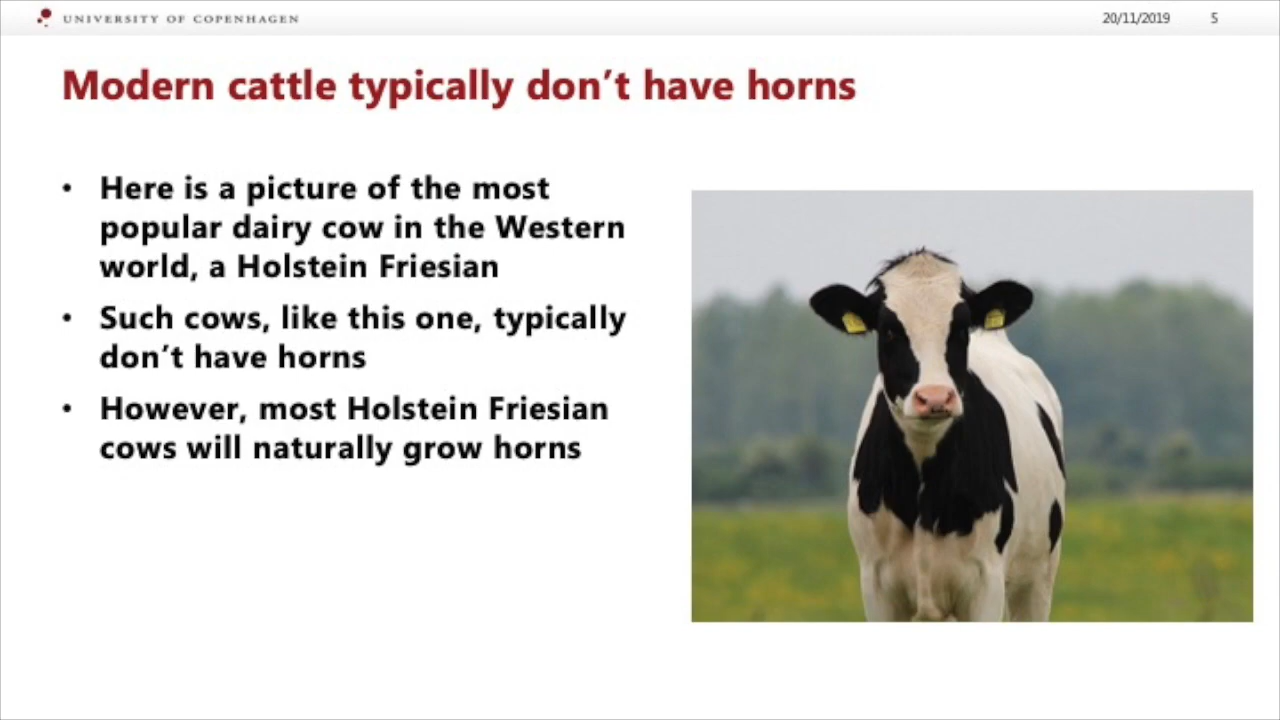 UNIVERSITY OF COPENHAGEN
20/11/2019 5
Modern cattle typically don’t have horns
• Here is a picture of the most
popular dairy cow in the Western
world, a Holstein Friesian
• Such cows, like this one, typically
don’t have horns
• However, most Holstein Friesian
cows will naturally grow horns